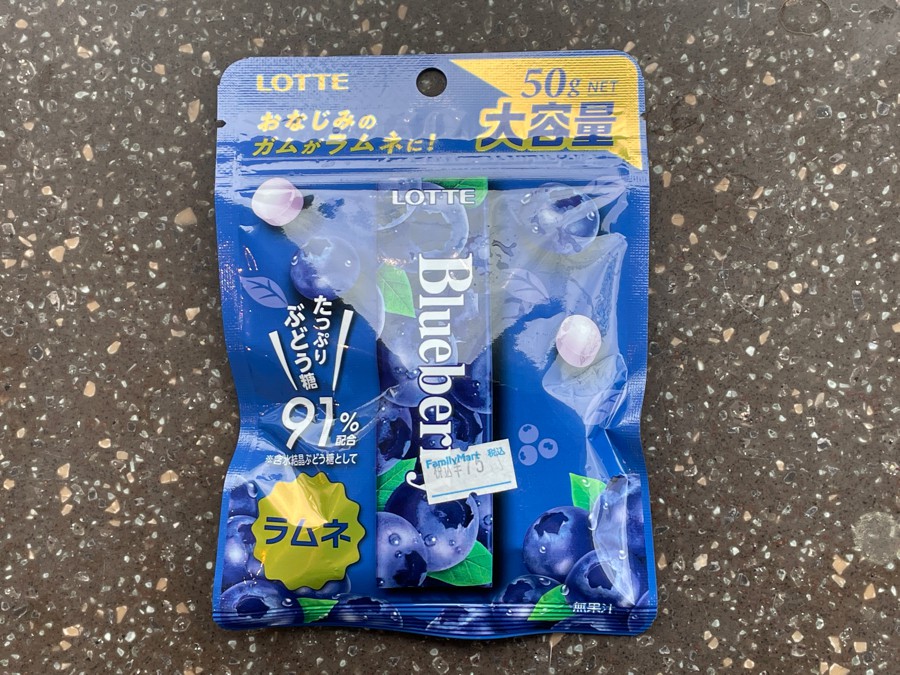 LOTTE
50g NET
大容量
おなじみの
ガムがラムネに!
LOTTE
Blueberry
たっぷり
ぶどう糖
91%
配合
※含水結晶ぶどう糖として
FamilyMart 税込
75
ラムネ
無果汁